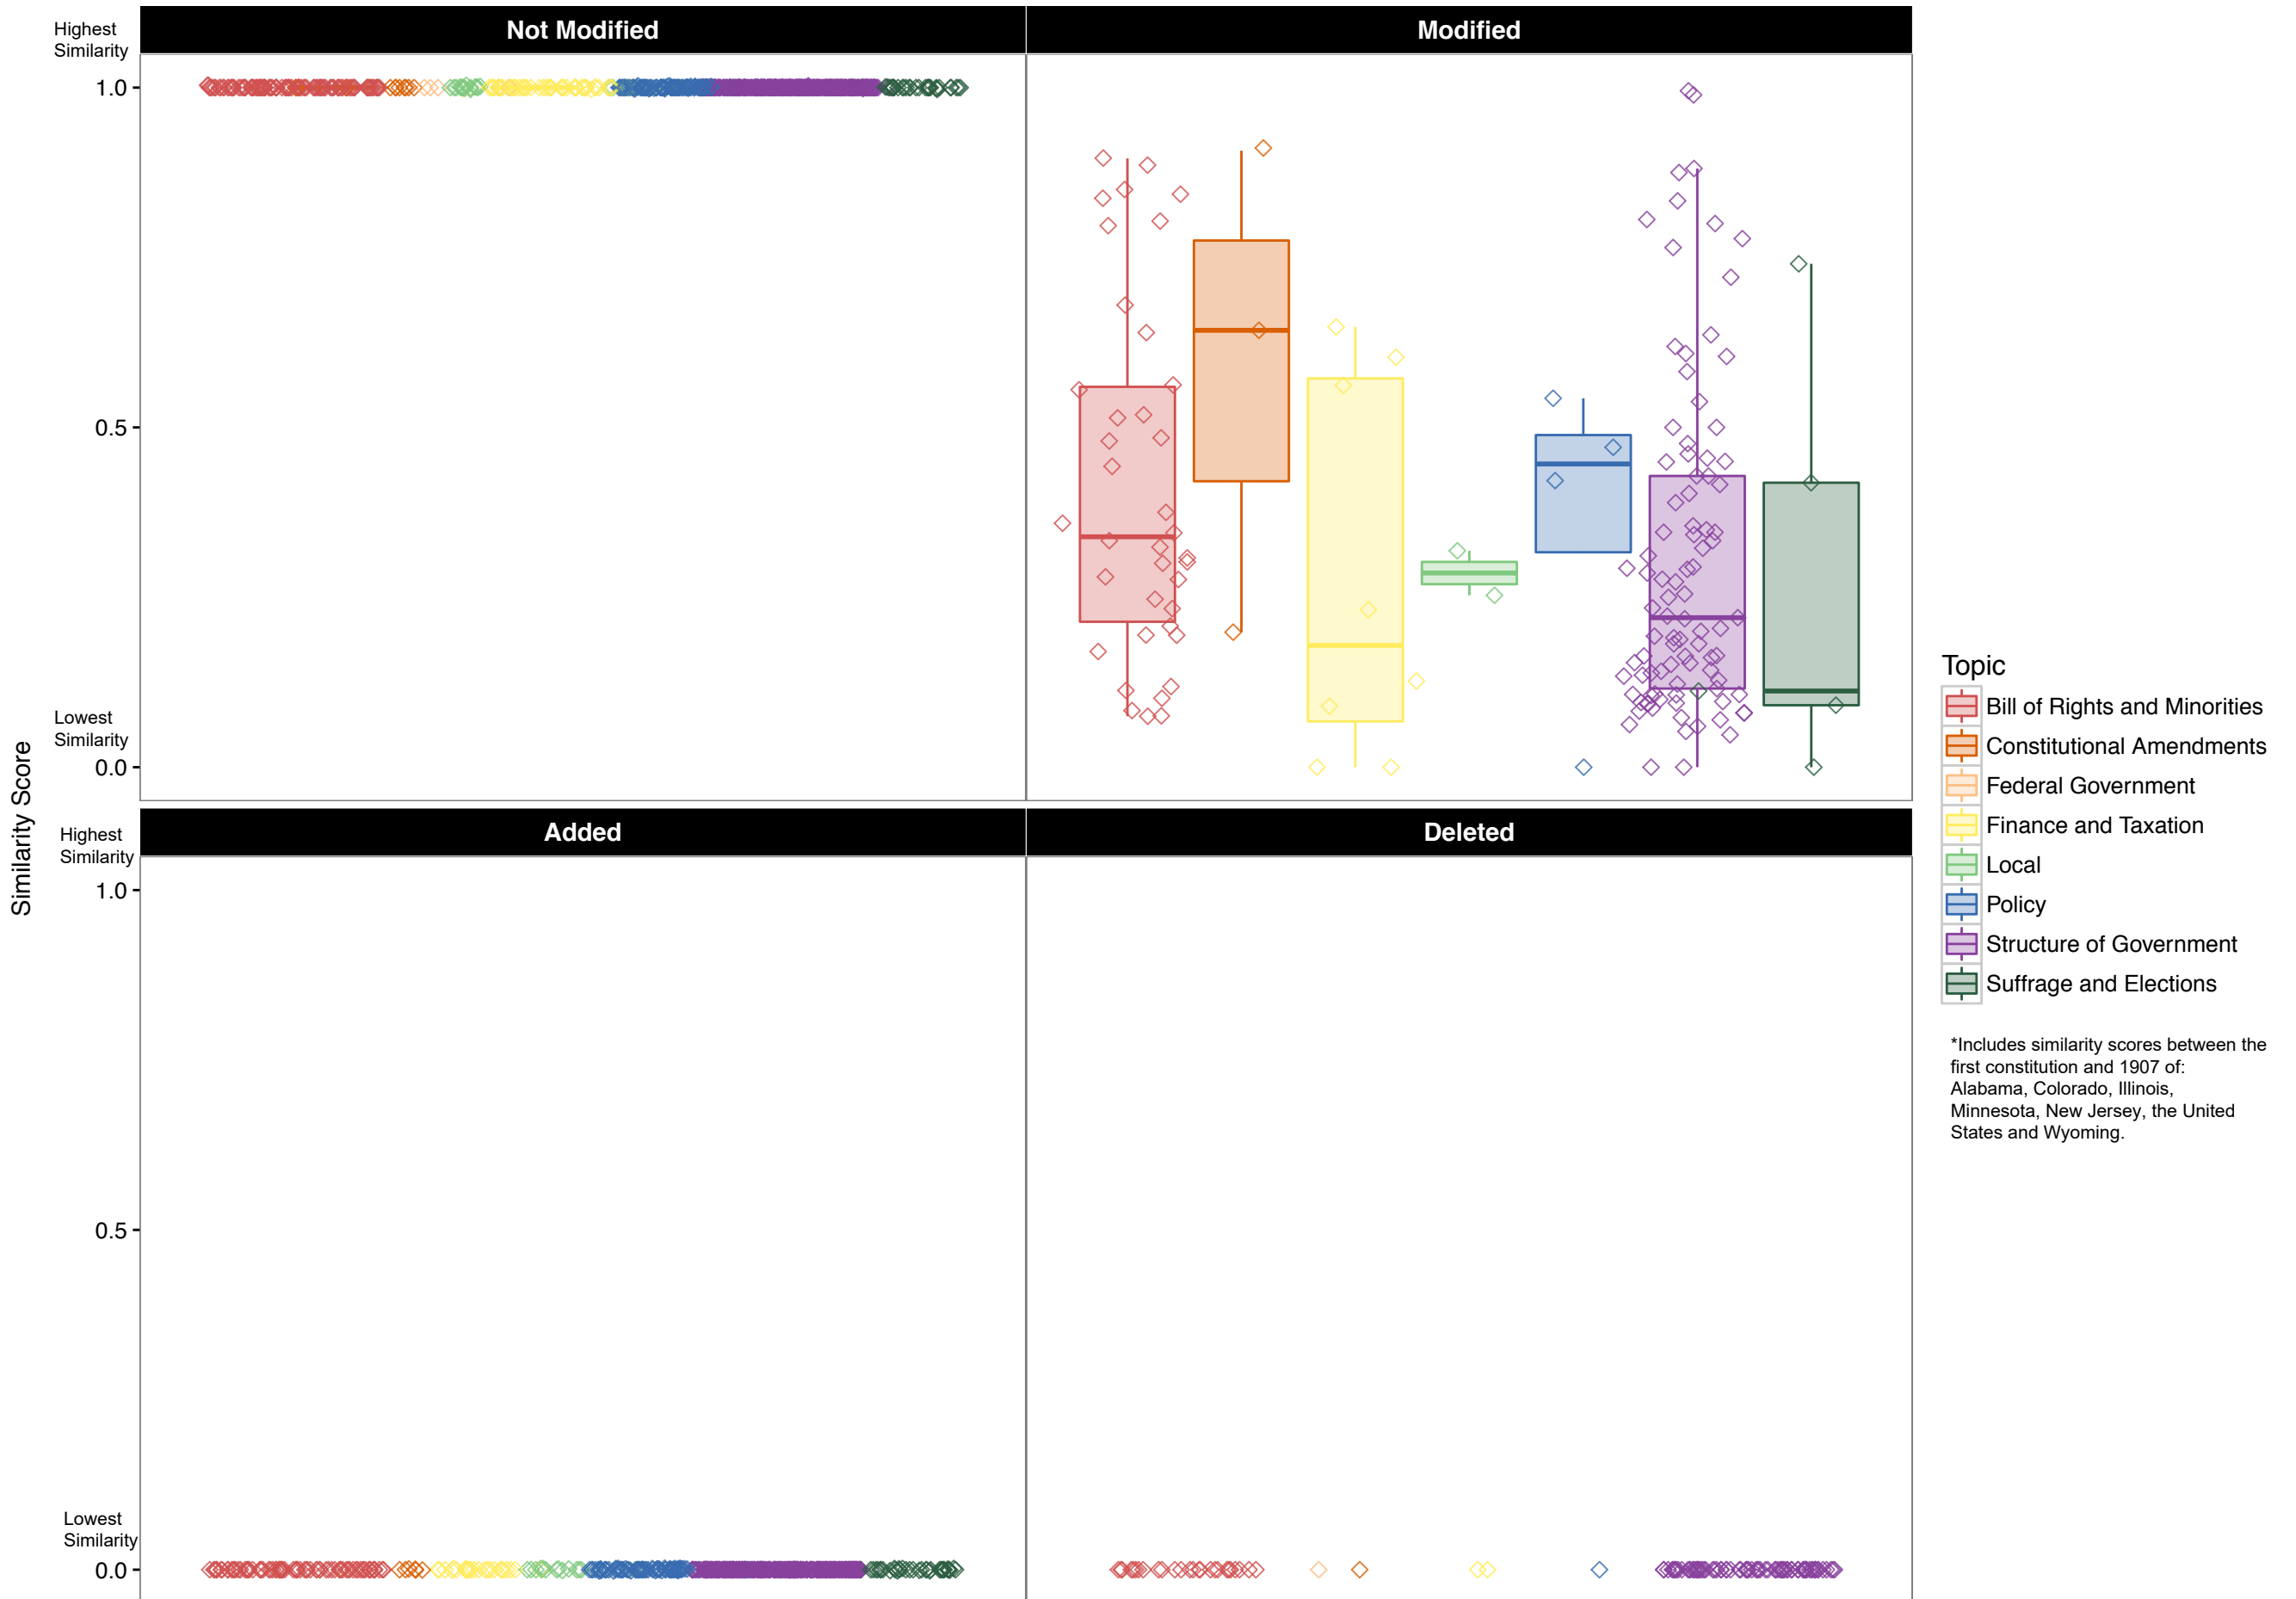 Not Modified
Modified
Highest
Similarity
1.0
0.5
Lowest
Similarity
0.0
Added
Deleted
Highest
Similarity
1.0
0.5
Lowest
Similarity
0.0
Similarity Score
Topic
Bill of Rights and Minorities
Constitutional Amendments
Federal Government
Finance and Taxation
Local
Policy
Structure of Government
Suffrage and Elections
*Includes similarity scores between the
first constitution and 1907 of:
Alabama, Colorado, Illinois,
Minnesota, New Jersey, the United
States and Wyoming.